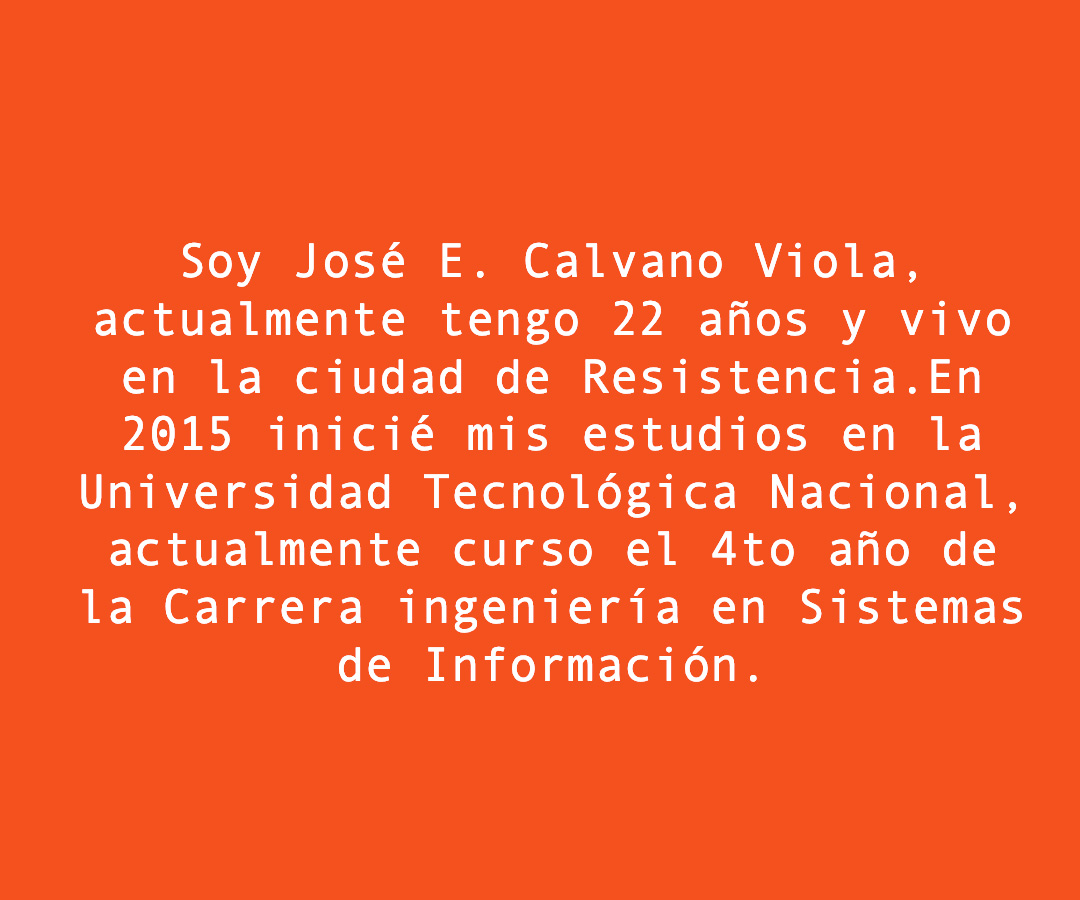 Soy José E. Calvano Viola,
actualmente tengo 22 años y vivo
en la ciudad de Resistencia.En
2015 inicié mis estudios en la
Universidad Tecnológica Nacional,
actualmente curso el 4to año de
la Carrera ingeniería en Sistemas
de Información.